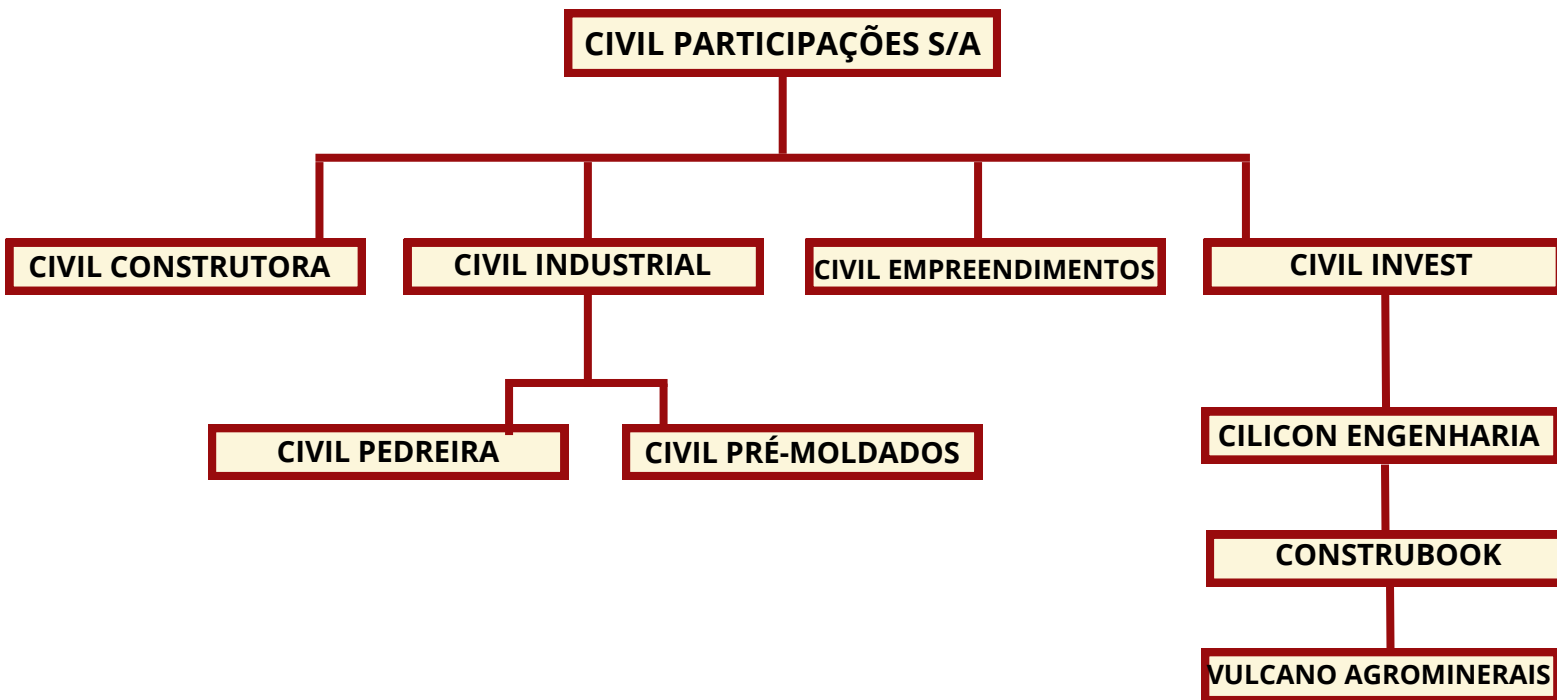 CIVIL PARTICIPAÇÕES S/A
CIVIL CONSTRUTORA
CIVIL INDUSTRIAL
CIVIL EMPREENDIMENTOS
CIVIL INVEST
CIVIL PEDREIRA
CIVIL PRÉ-MOLDADOS
CILICON ENGENHARIA
CONSTRUBOOK
VULCANO AGROMINERAIS